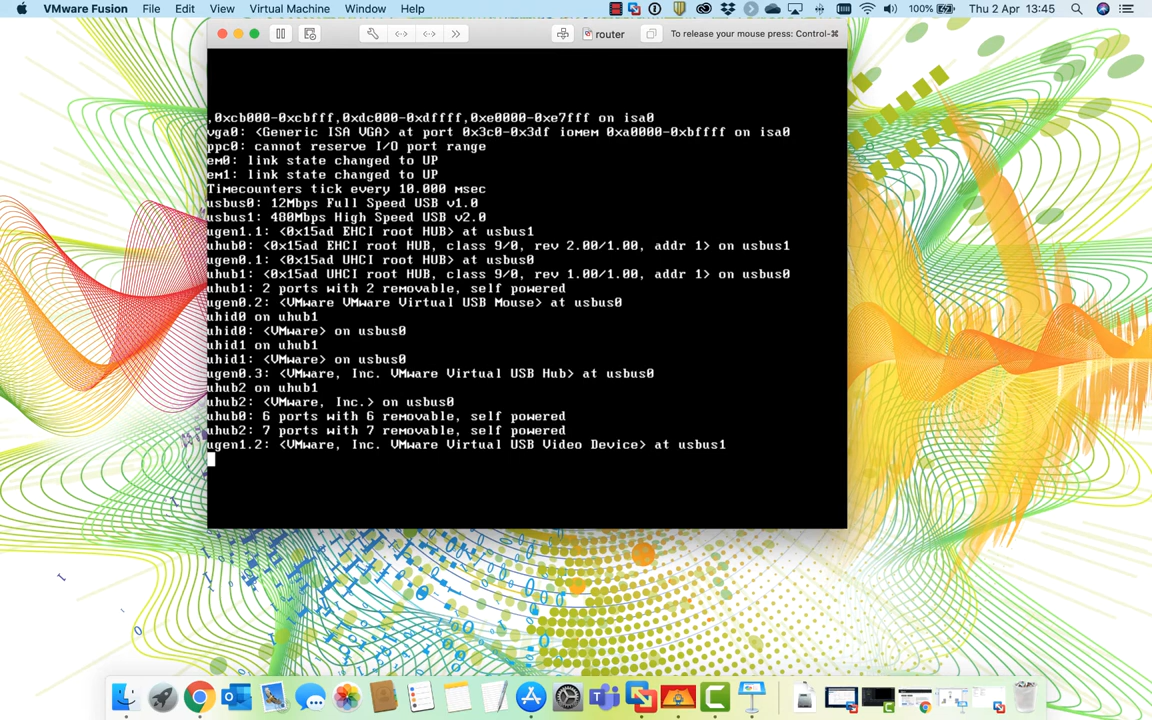 VMware Fusion File Edit View Virtual Machine Window Help 100% Thu 2 Apr 13:45
router To release your mouse press: Control-⌘
,0xcb000-0xcbfff,0xdc000-0xdffff,0xe0000-0xe7fff on isa0
vga0: <Generic ISA VGA> at port 0x3c0-0x3df iomem 0xa0000-0xbffff on isa0
ppc0: cannot reserve I/O port range
em0: link state changed to UP
em1: link state changed to UP
Timecounters tick every 10.000 msec
usbus0: 12Mbps Full Speed USB v1.0
usbus1: 480Mbps High Speed USB v2.0
ugen1.1: <0x15ad EHCI root HUB> at usbus1
uhub0: <0x15ad EHCI root HUB, class 9/0, rev 2.00/1.00, addr 1> on usbus1
ugen0.1: <0x15ad UHCI root HUB> at usbus0
uhub1: <0x15ad UHCI root HUB, class 9/0, rev 1.00/1.00, addr 1> on usbus0
uhub1: 2 ports with 2 removable, self powered
ugen0.2: <VMware VMware Virtual USB Mouse> at usbus0
uhid0 on uhub1
uhid0: <VMware> on usbus0
uhid1 on uhub1
uhid1: <VMware> on usbus0
ugen0.3: <VMware, Inc. VMware Virtual USB Hub> at usbus0
uhub2 on uhub1
uhub2: <VMware, Inc.> on usbus0
uhub0: 6 ports with 6 removable, self powered
uhub2: 7 ports with 7 removable, self powered
ugen1.2: <VMware, Inc. VMware Virtual USB Video Device> at usbus1